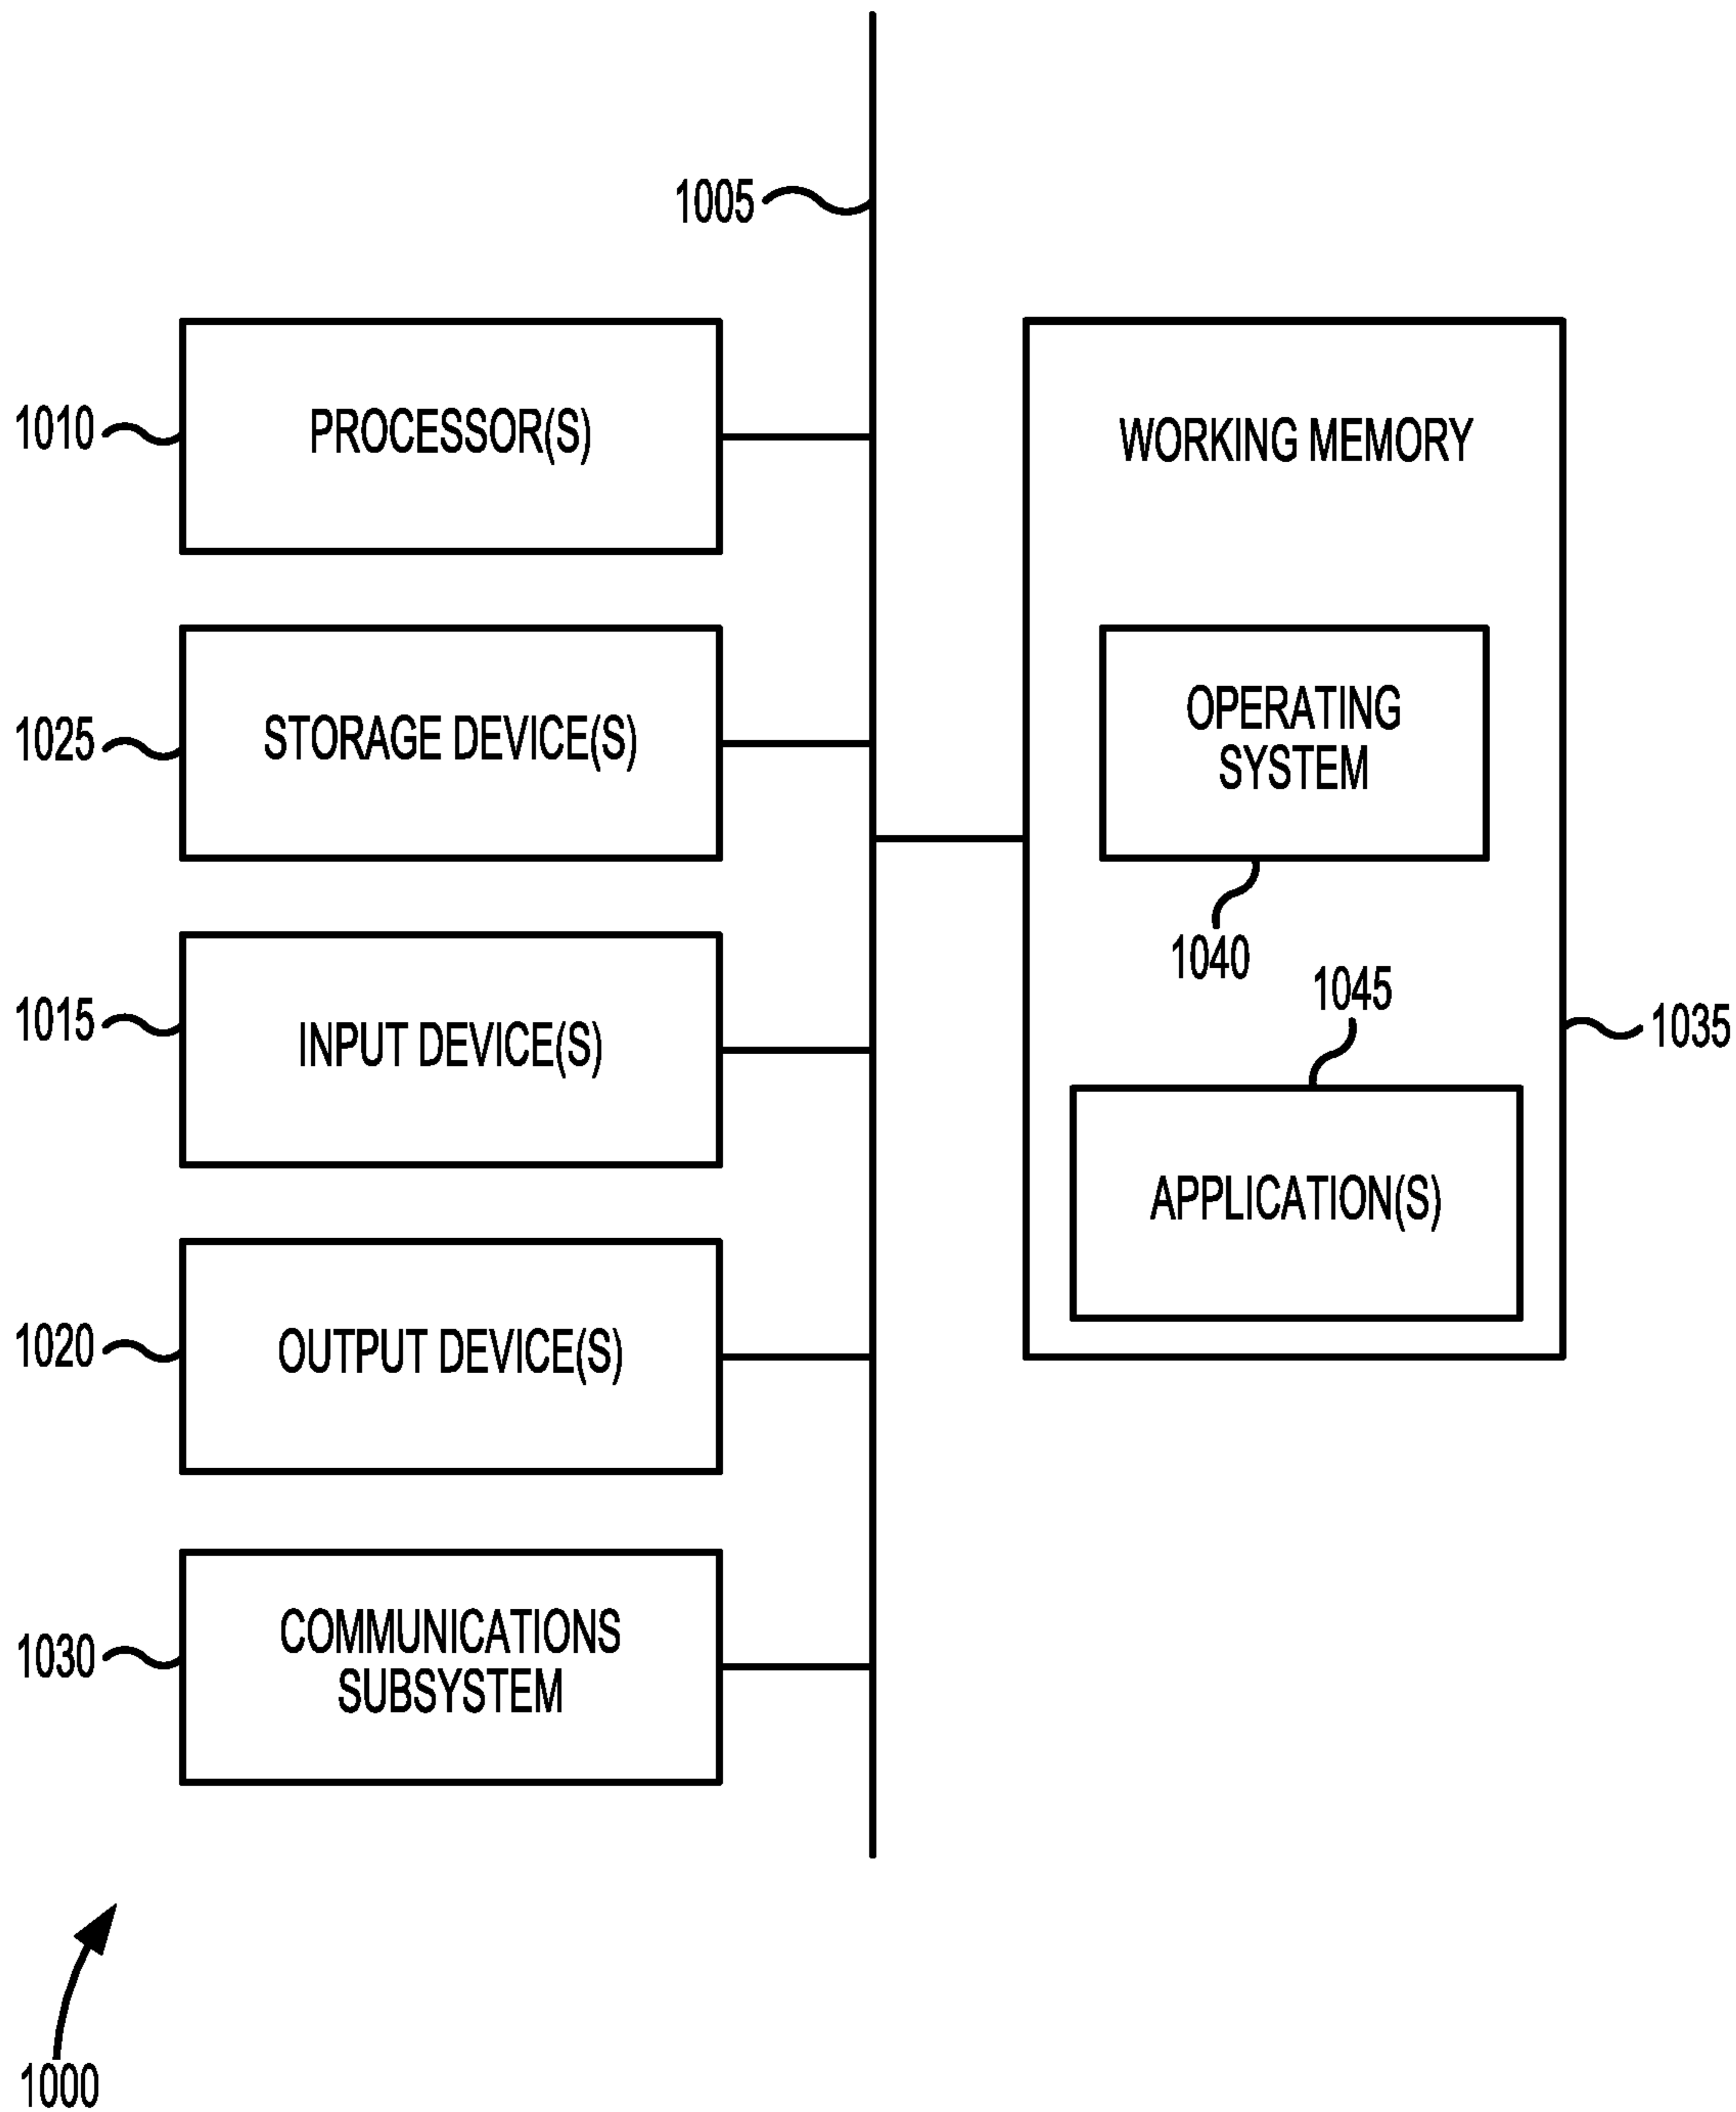 1005
1010
PROCESSOR(S)
WORKING MEMORY
1025
STORAGE DEVICE(S)
OPERATING
SYSTEM
1040
1045
1015
INPUT DEVICE(S)
1035
APPLICATION(S)
1020
OUTPUT DEVICE(S)
1030
COMMUNICATIONS
SUBSYSTEM
1000